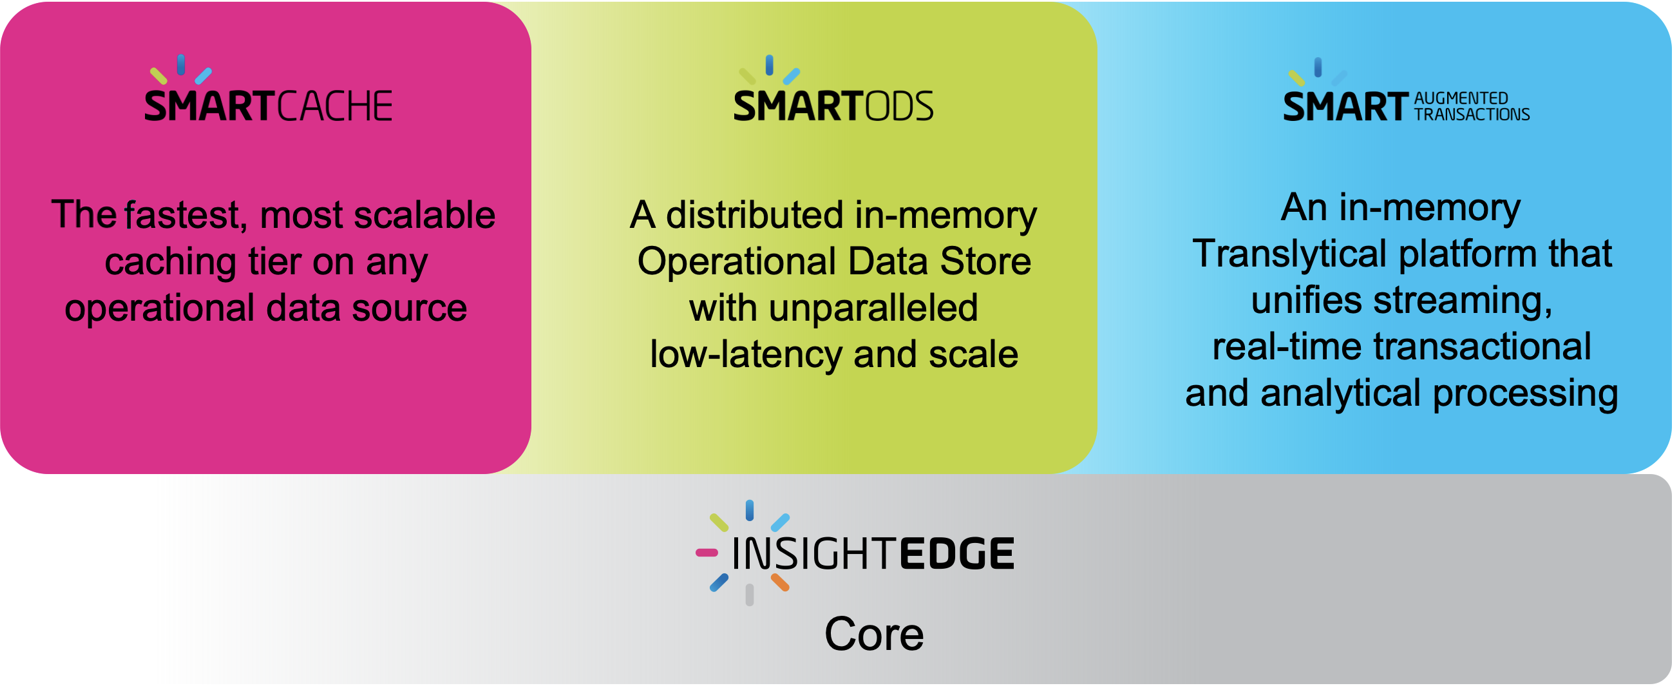 SMARTCACHE
The fastest, most scalable
caching tier on any
operational data source
SMARTODS
A distributed in-memory
Operational Data Store
with unparalleled
low-latency and scale
SMART AUGMENTED
TRANSACTIONS
An in-memory
Translytical platform that
unifies streaming,
real-time transactional
and analytical processing
INSIGHTEDGE
Core